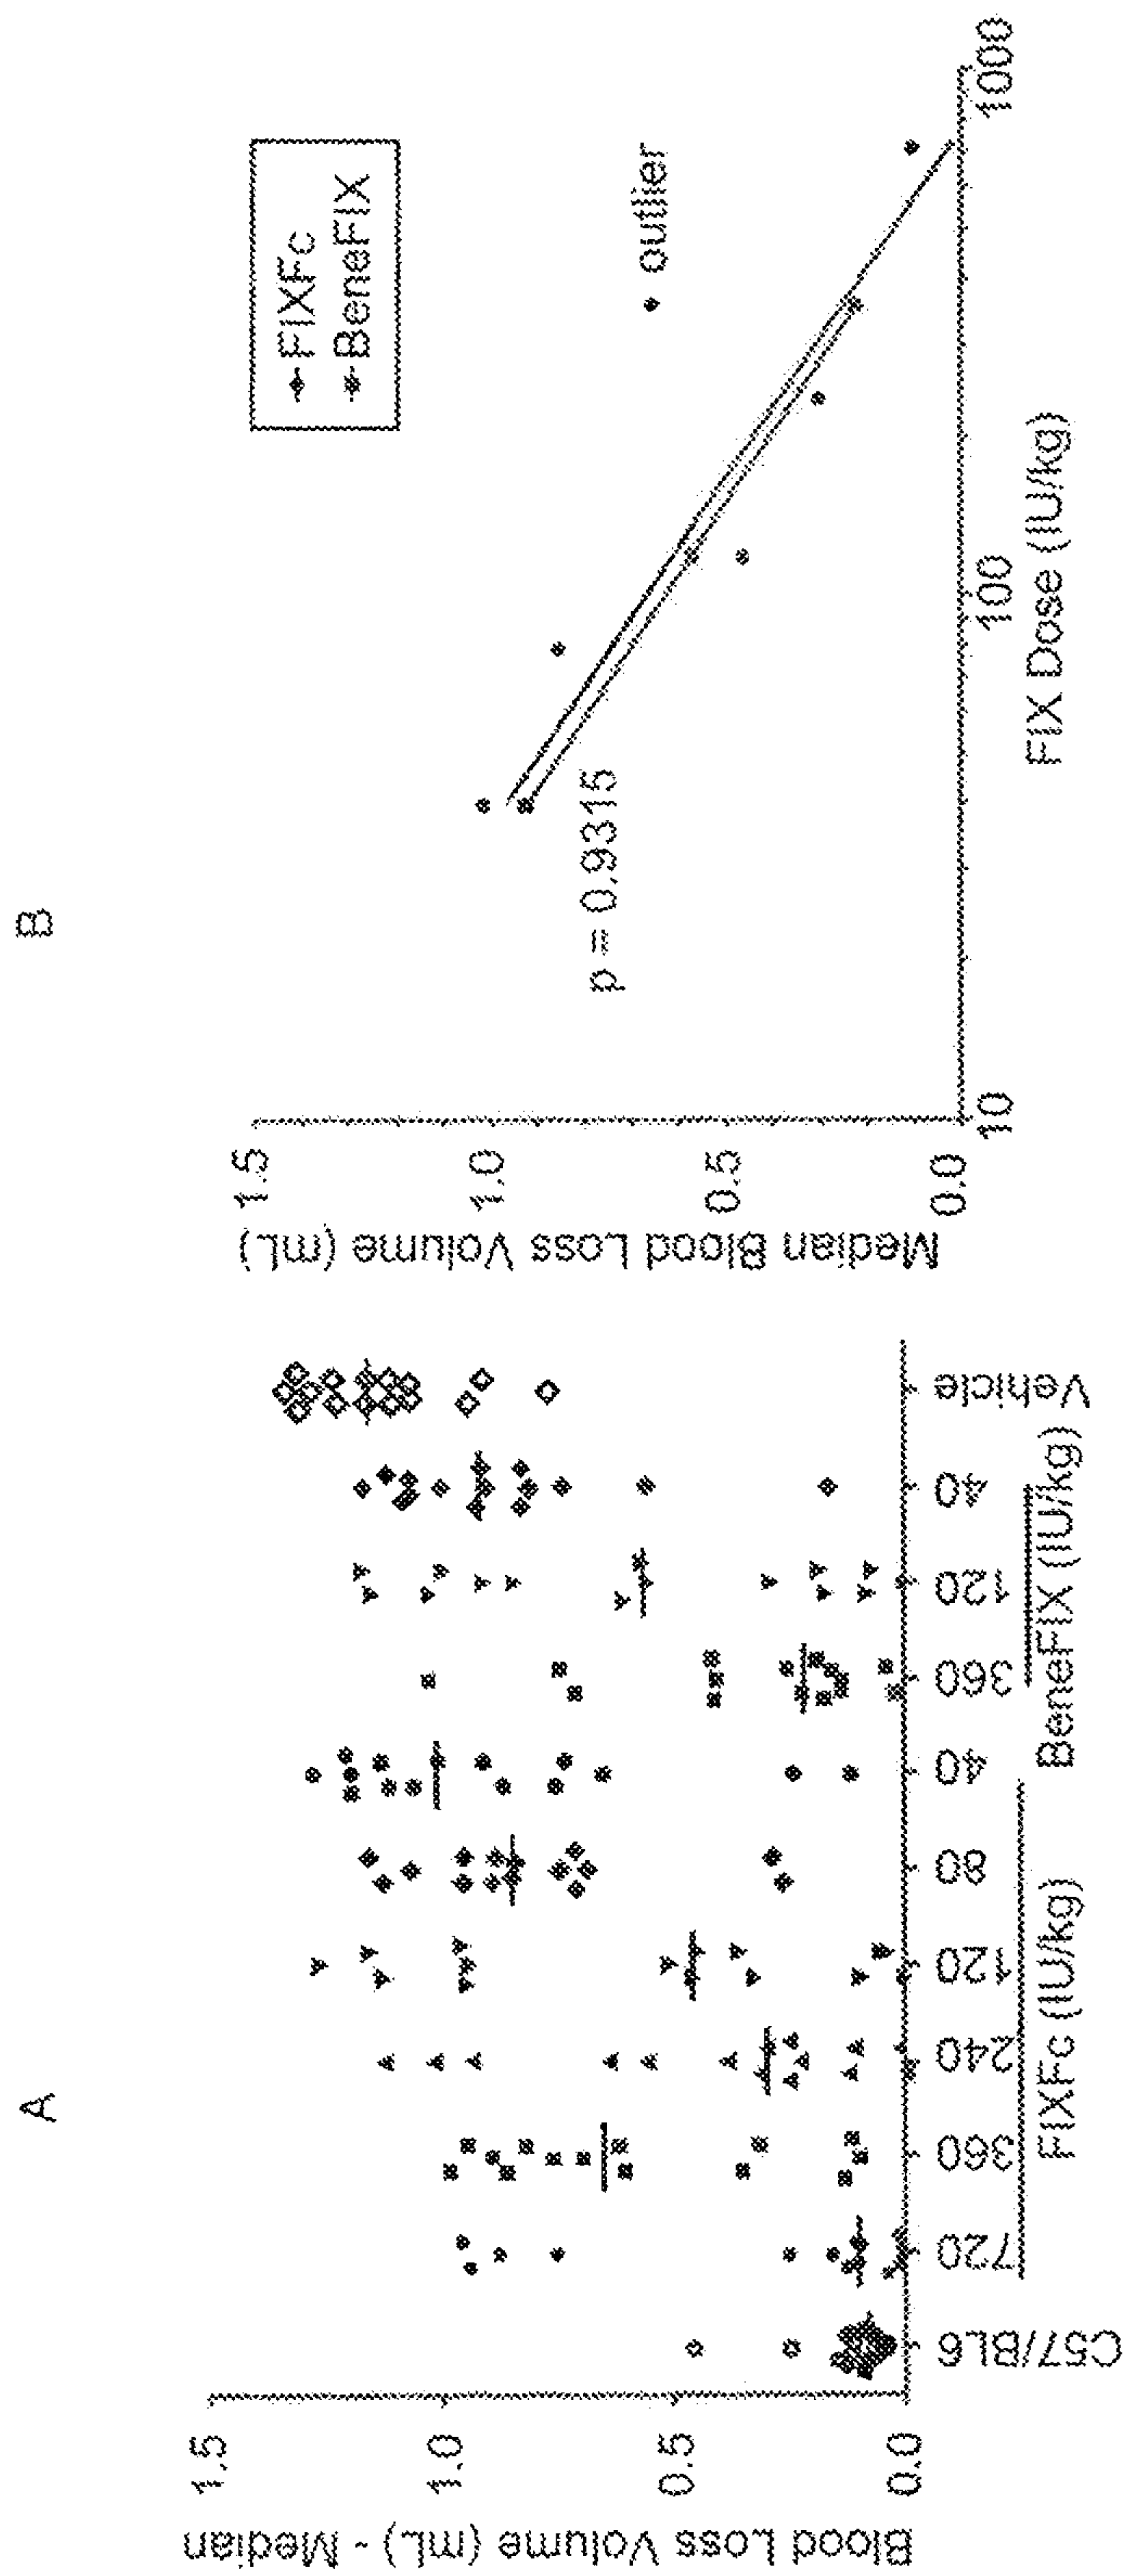 A
Blood Loss Volume (mL) - Median
1.5
1.0
0.5
0.0
C57/BL6
720
360
240
120
80
40
360
120
40
Vehicle
FIXFc (IU/kg)
BeneFIX (IU/kg)
B
Median Blood Loss Volume (mL)
1.5
1.0
0.5
0.0
FIXFc
BeneFIX
outlier
p = 0.9315
10
100
1000
FIX Dose (IU/kg)